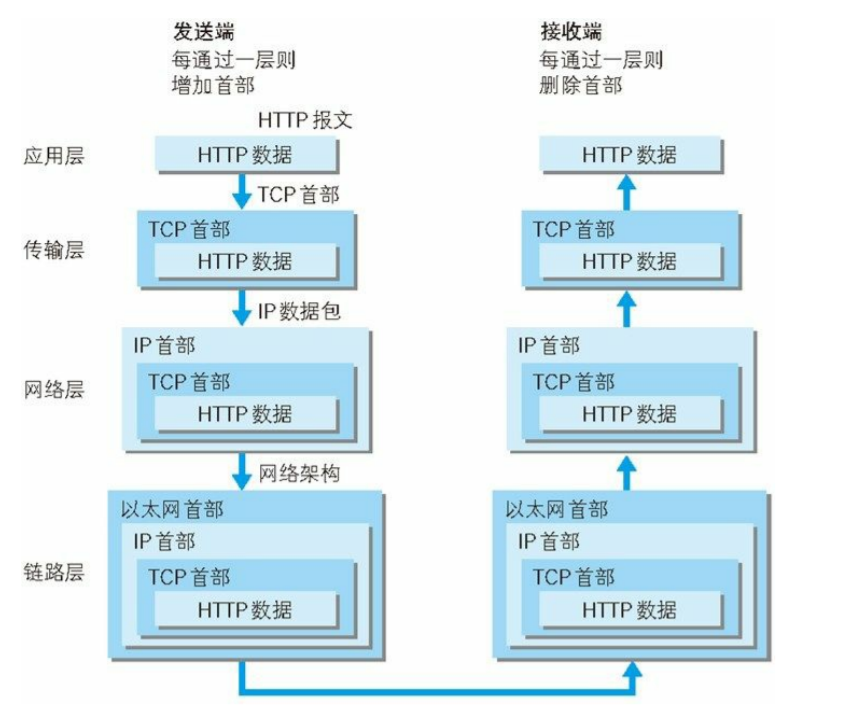 发送端
每通过一层则
增加首部
接收端
每通过一层则
删除首部
HTTP 报文
应用层
HTTP 数据
HTTP 数据
TCP 首部
传输层
TCP 首部
HTTP 数据
TCP 首部
HTTP 数据
IP 数据包
网络层
IP 首部
TCP 首部
HTTP 数据
IP 首部
TCP 首部
HTTP 数据
网络架构
链路层
以太网首部
IP 首部
TCP 首部
HTTP 数据
以太网首部
IP 首部
TCP 首部
HTTP 数据